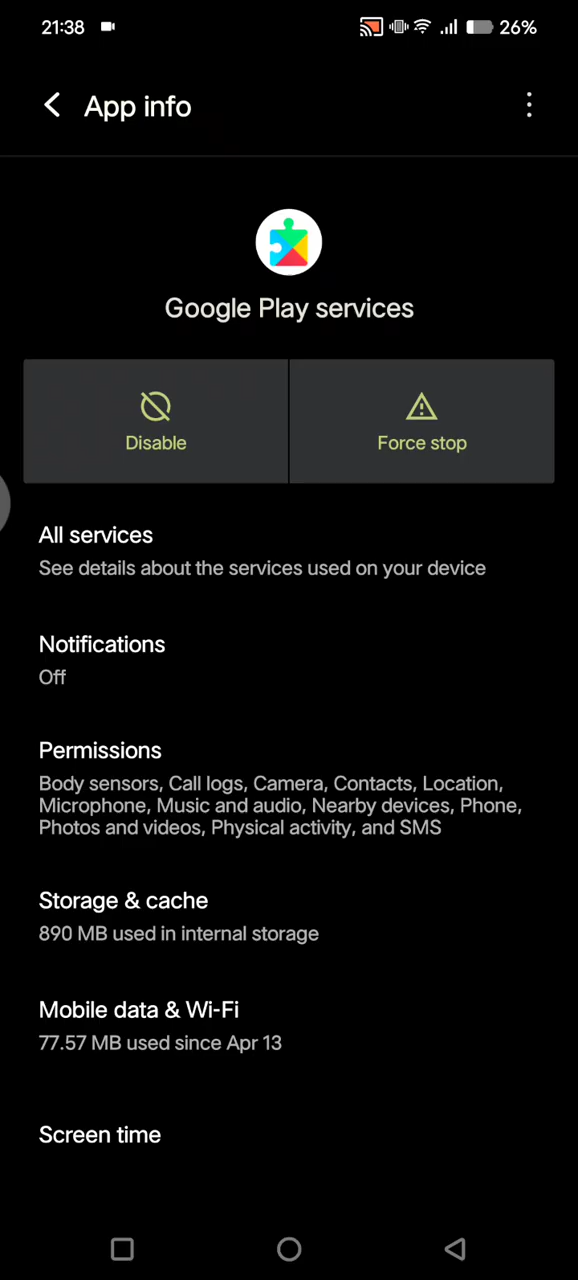 21:38
26%
App info
Google Play services
Disable
Force stop
All services
See details about the services used on your device
Notifications
Off
Permissions
Body sensors, Call logs, Camera, Contacts, Location,
Microphone, Music and audio, Nearby devices, Phone,
Photos and videos, Physical activity, and SMS
Storage & cache
890 MB used in internal storage
Mobile data & Wi-Fi
77.57 MB used since Apr 13
Screen time